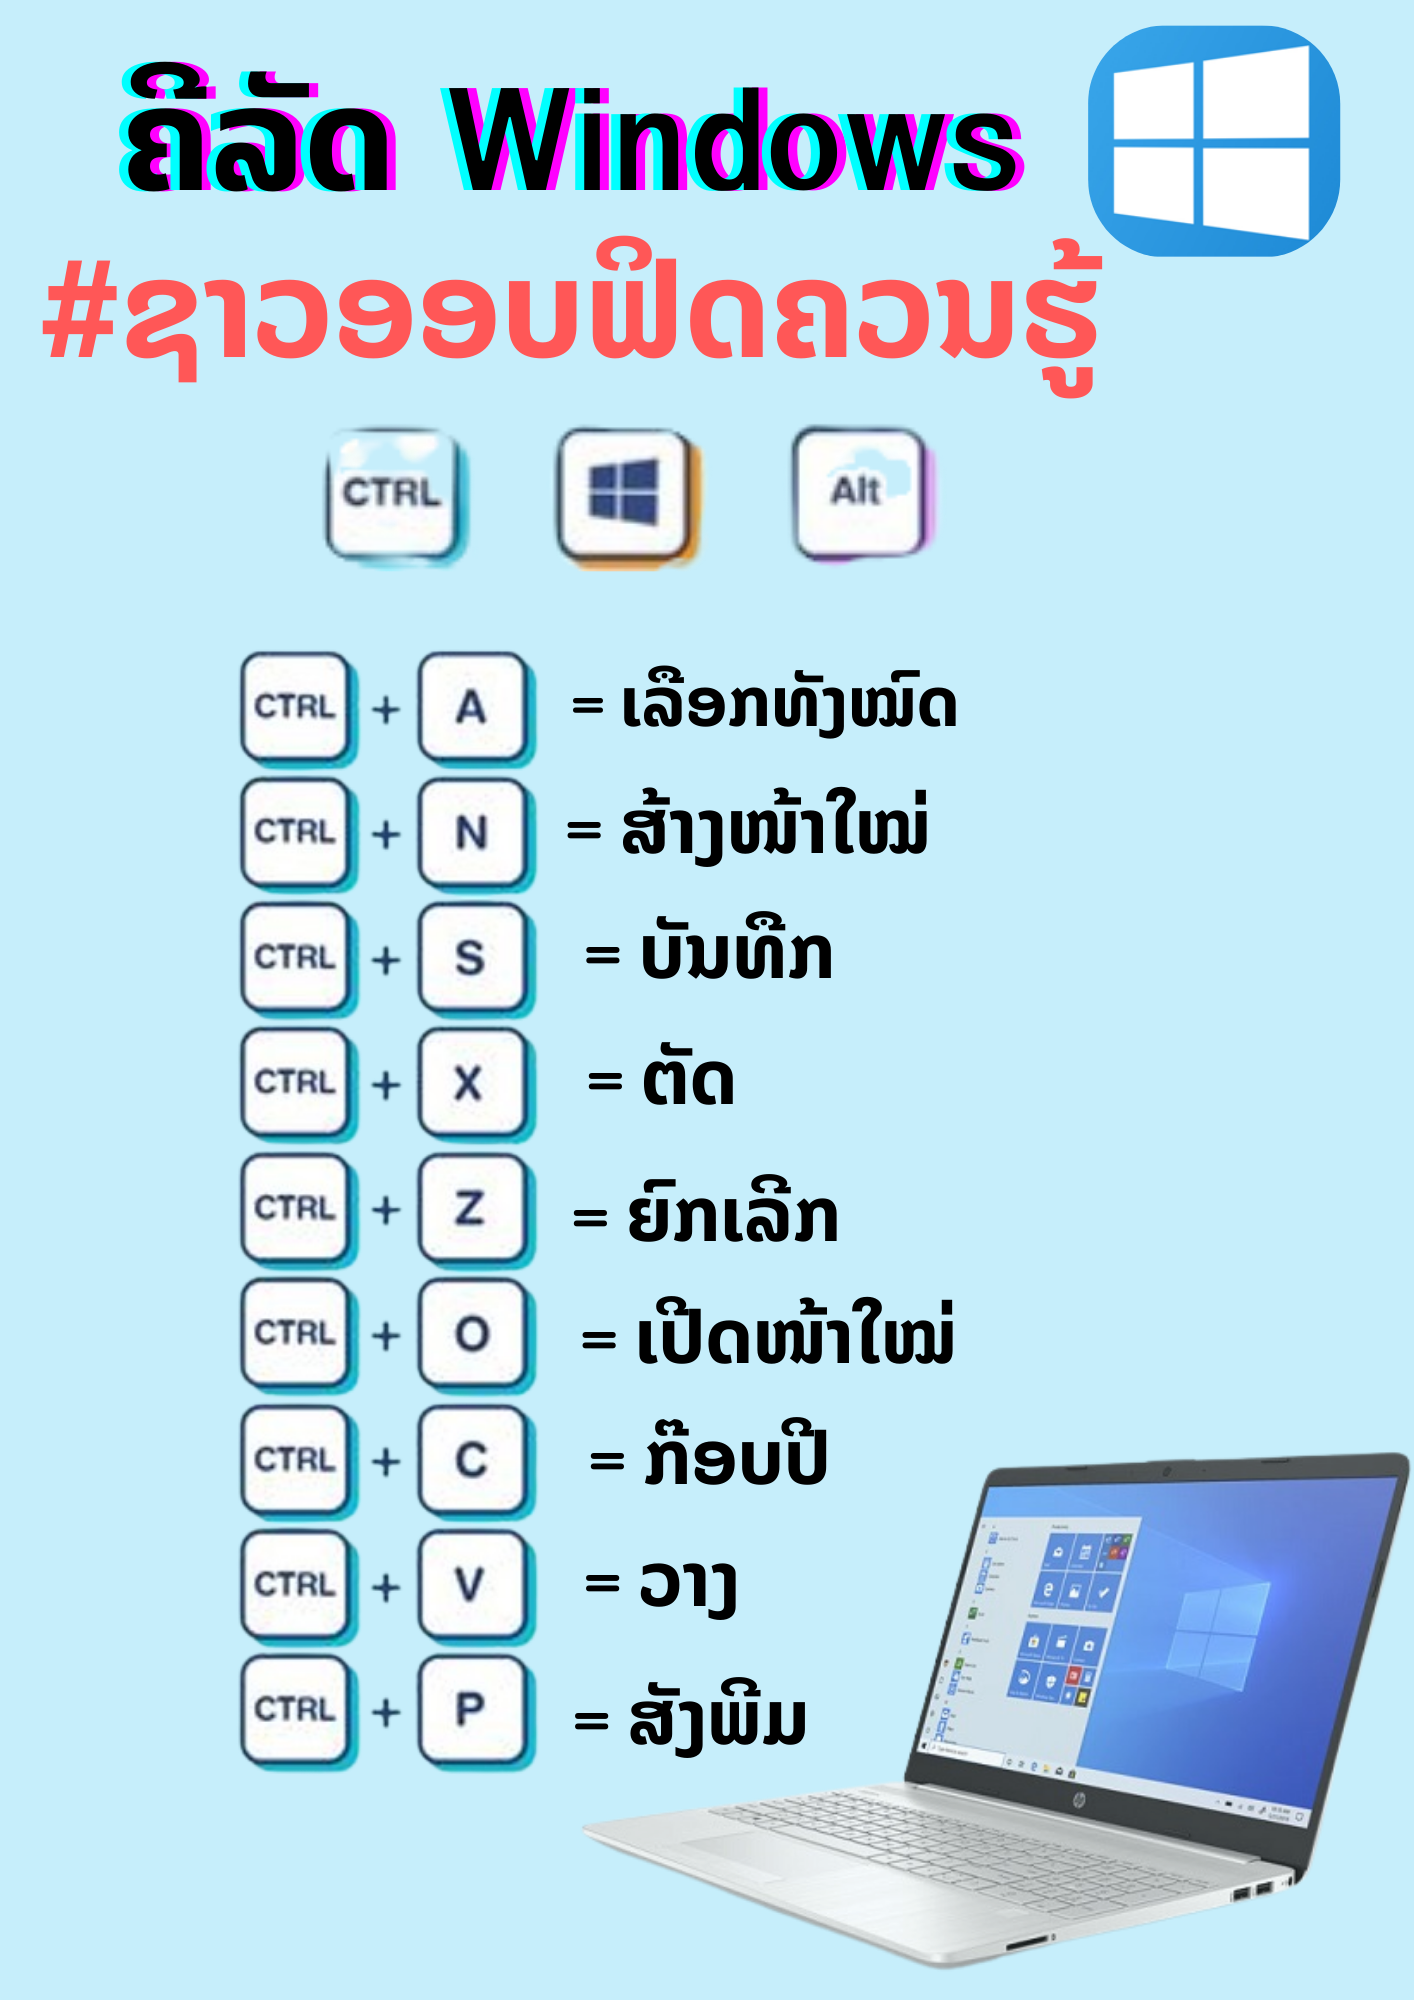 ຄີລັດ Windows
#ຊາວອອບຟິດຄວນຮູ້
CTRL Alt
CTRL + A = ເລືອກທັງໝົດ
CTRL + N = ສ້າງໜ້າໃໝ່
CTRL + S = ບັນທຶກ
CTRL + X = ຕັດ
CTRL + Z = ຍົກເລີກ
CTRL + O = ເປີດໜ້າໃໝ່
CTRL + C = ກ໊ອບປີ
CTRL + V = ວາງ
CTRL + P = ສັ່ງພິມ
hp